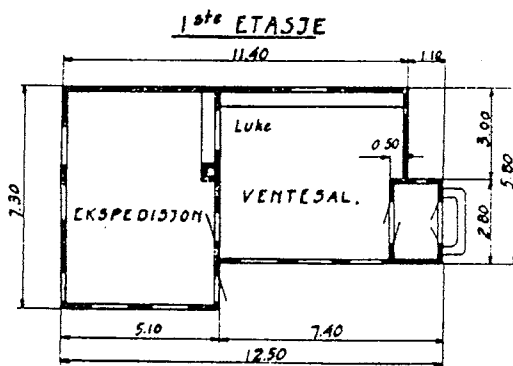 1ste ETASJE
11.40
1.10
Luke
0.50
3.00
5.80
7.30
EKSPEDISJON
VENTESAL.
2.80
5.10
7.40
12.50